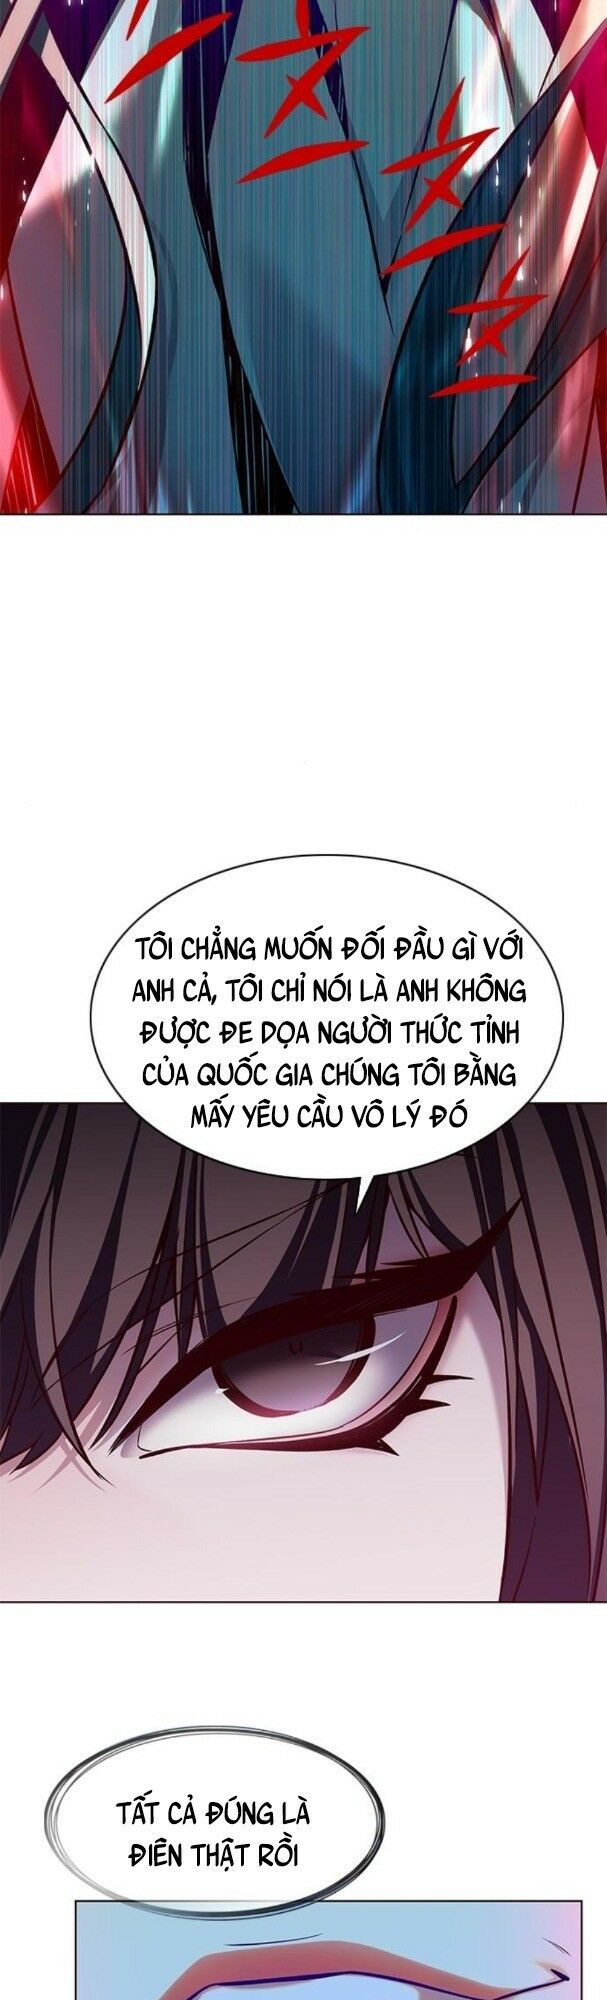 TÔI CHẲNG MUỐN ĐỐI ĐẦU GÌ VỚI
ANH CẢ, TÔI CHỈ NÓI LÀ ANH KHÔNG
ĐƯỢC ĐE DỌA NGƯỜI THỨC TỈNH
CỦA QUỐC GIA CHÚNG TÔI BẰNG
MẤY YÊU CẦU VÔ LÝ ĐÓ
TẤT CẢ ĐÚNG LÀ
ĐIÊN THẬT RỒI